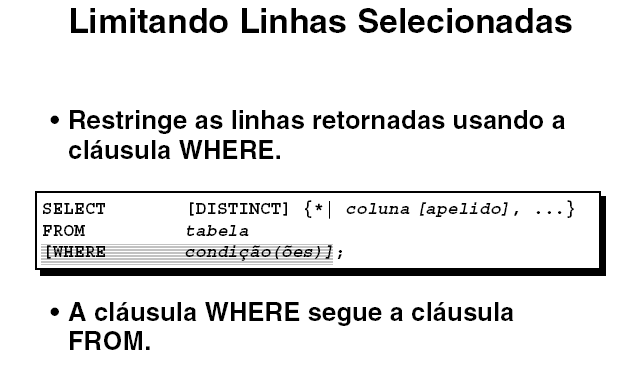 Limitando Linhas Selecionadas
• Restringe as linhas retornadas usando a
cláusula WHERE.
SELECT [DISTINCT] {*| coluna [apelido], ...}
FROM tabela
[WHERE condição(ões)];
• A cláusula WHERE segue a cláusula
FROM.